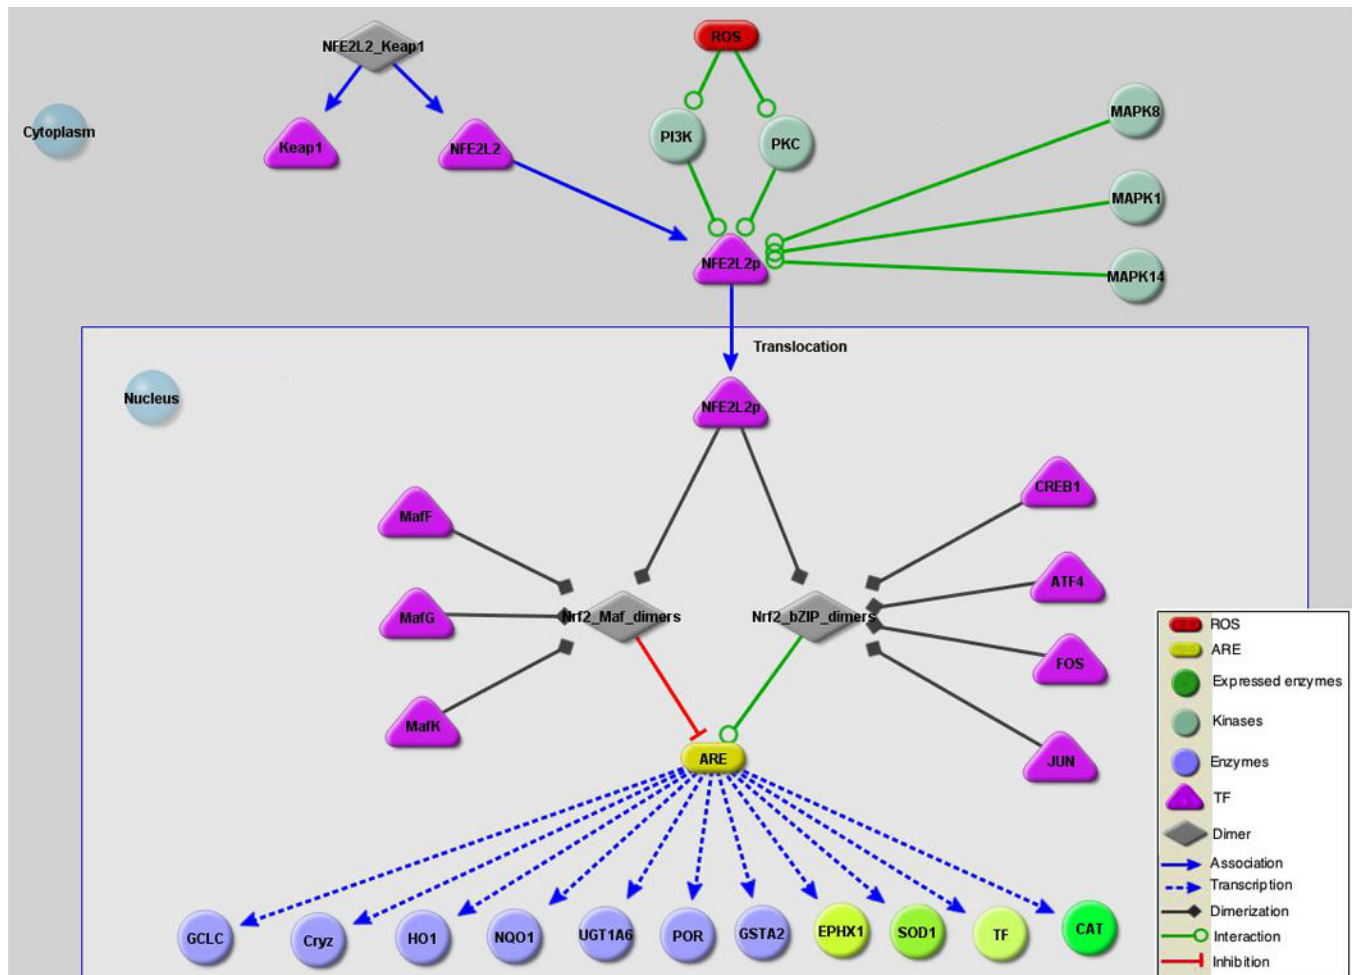 NFE2L2_Keap1
ROS
Cytoplasm
Keap1
NFE2L2
PI3K
PKC
MAPK8
MAPK1
MAPK14
NFE2L2p
Translocation
Nucleus
NFE2L2p
MafF
MafG
MafK
Nrf2_Maf_dimers
Nrf2_bZIP_dimers
CREB1
ATF4
FOS
JUN
ARE
GCLC
Cryz
HO1
NQO1
UGT1A6
POR
GSTA2
EPHX1
SOD1
TF
CAT
ROS
ARE
Expressed enzymes
Kinases
Enzymes
TF
Dimer
Association
Transcription
Dimerization
Interaction
Inhibition